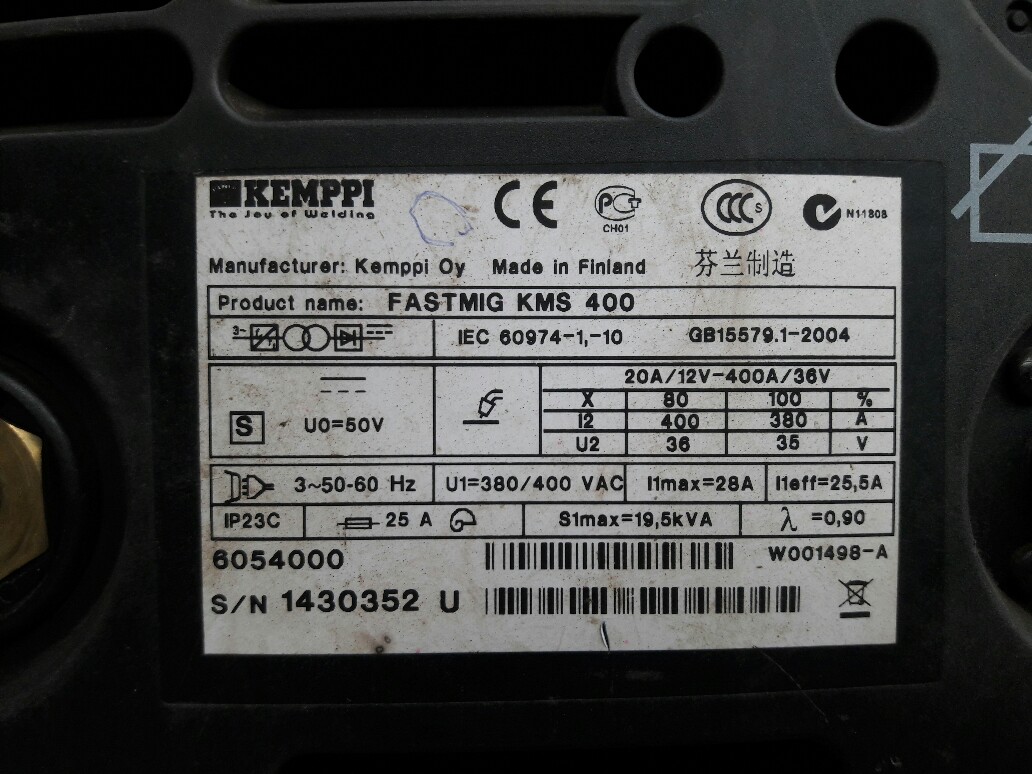 KEMPPI
The Joy of Welding
CE
PCT
CH01
CCC S
N11808
Manufacturer: Kemppi Oy Made in Finland 芬兰制造
Product name: FASTMIG KMS 400
3~ IEC 60974-1,-10 GB15579.1-2004
20A/12V-400A/36V
X 80 100 %
S U0=50V I2 400 380 A
U2 36 35 V
3~50-60 Hz U1=380/400 VAC I1max=28A I1eff=25,5A
IP23C 25 A S1max=19,5kVA λ =0,90
6054000 W001498-A
S/N 1430352 U